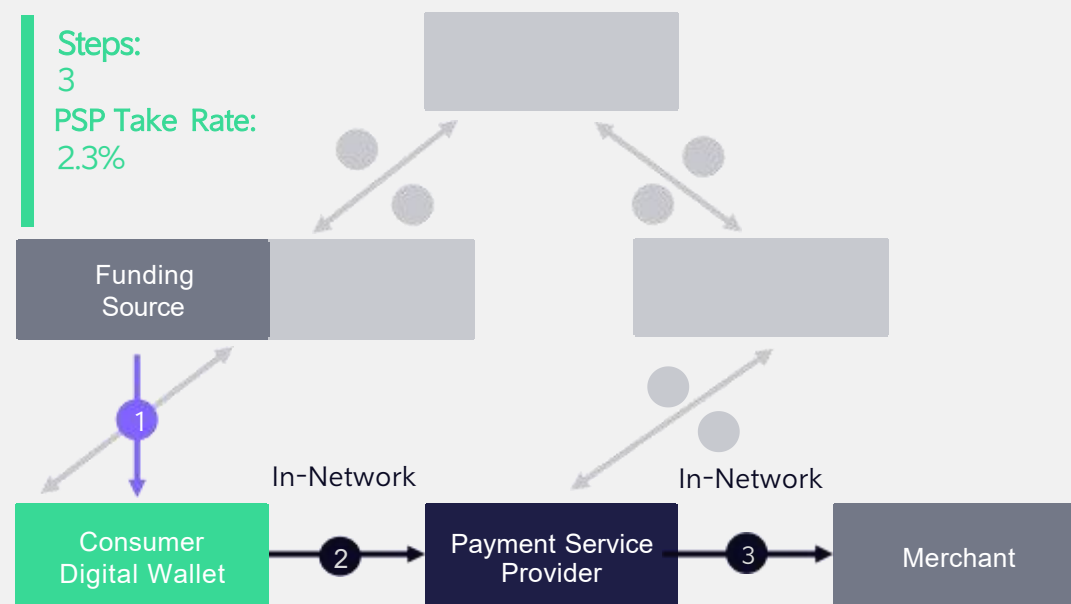 Steps:
3
PSP Take Rate:
2.3%
Funding
Source
1
In-Network
In-Network
Consumer
Digital Wallet
2
Payment Service
Provider
3
Merchant